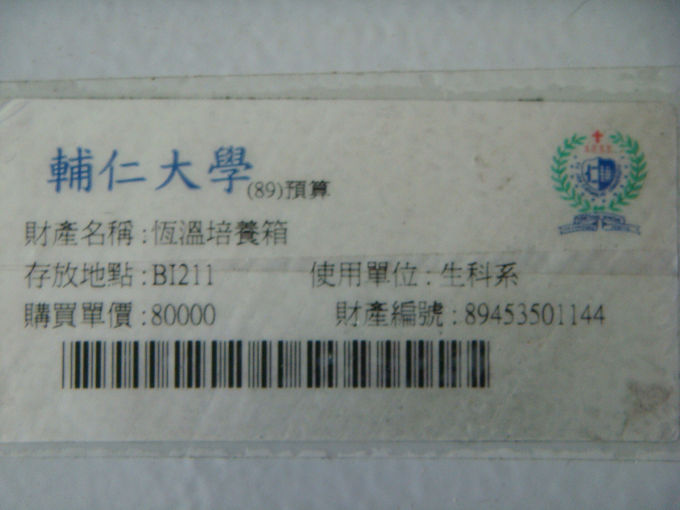 輔仁大學(89)預算
財產名稱:恆溫培養箱
存放地點:BI211 使用單位:生科系
購買單價:80000 財產編號:89453501144